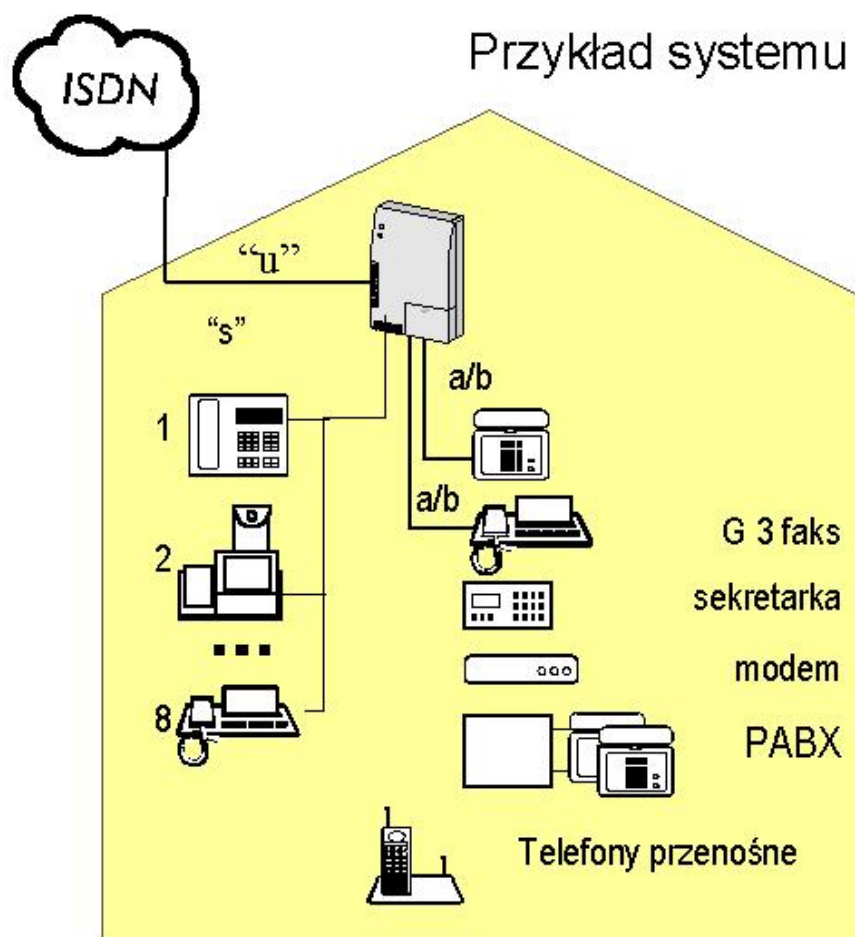 Przykład systemu
ISDN
“u”
“s”
a/b
1
a/b
G 3 faks
2
sekretarka
modem
8
PABX
Telefony przenośne